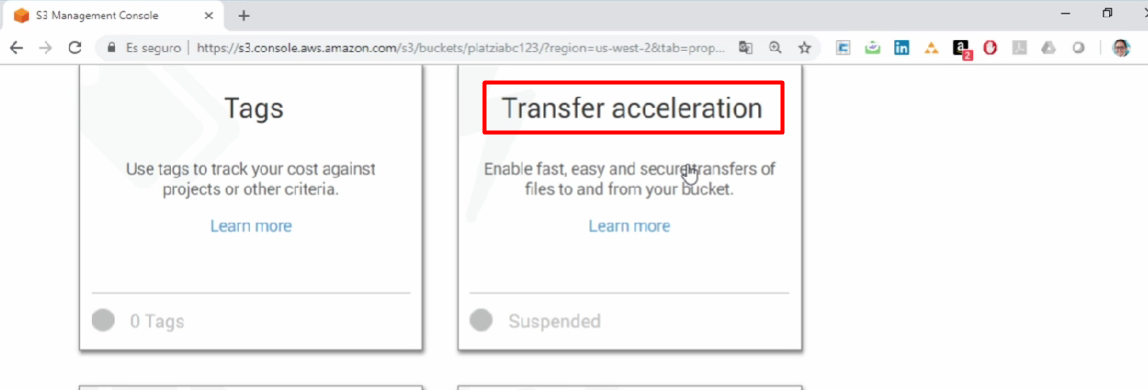 S3 Management Console
Es seguro
https://s3.console.aws.amazon.com/s3/buckets/platziabc123/?region=us-west-2&tab=prop...
2
Tags
Use tags to track your cost against
projects or other criteria.
Learn more
0 Tags
Transfer acceleration
Enable fast, easy and secure transfers of
files to and from your bucket.
Learn more
Suspended